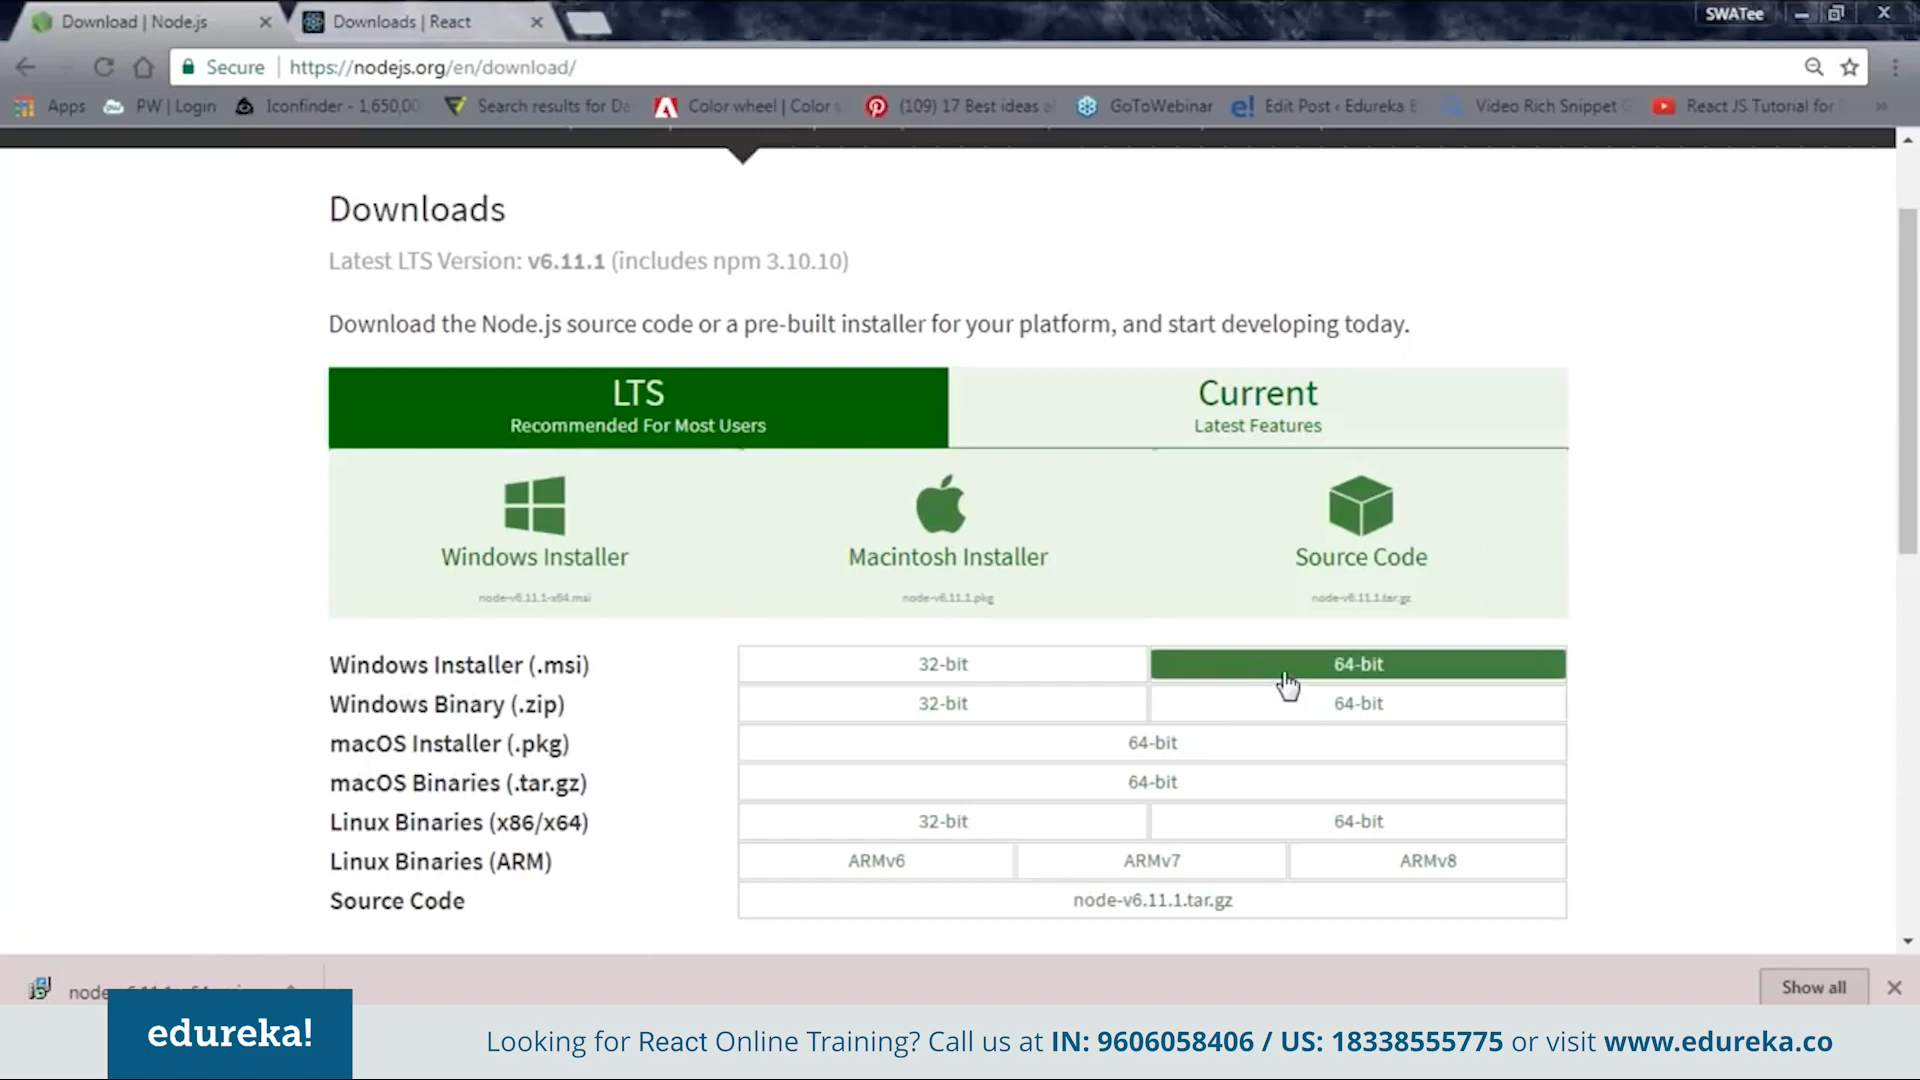 Download | Node.js
Downloads | React
SWATee
Secure
https://nodejs.org/en/download/
Apps
PW | Login
Iconfinder - 1,650,00
Search results for Da
Color wheel | Color
(109) 17 Best ideas
GoToWebinar
Edit Post ‹ Edureka B
Video Rich Snippet
React JS Tutorial for
Downloads
Latest LTS Version: v6.11.1 (includes npm 3.10.10)
Download the Node.js source code or a pre-built installer for your platform, and start developing today.
LTS
Recommended For Most Users
Current
Latest Features
Windows Installer
node-v6.11.1-x64.msi
Macintosh Installer
node-v6.11.1.pkg
Source Code
node-v6.11.1.tar.gz
Windows Installer (.msi) 32-bit 64-bit
Windows Binary (.zip) 32-bit 64-bit
macOS Installer (.pkg) 64-bit
macOS Binaries (.tar.gz) 64-bit
Linux Binaries (x86/x64) 32-bit 64-bit
Linux Binaries (ARM) ARMv6 ARMv7 ARMv8
Source Code node-v6.11.1.tar.gz
Show all
edureka!
Looking for React Online Training? Call us at IN: 9606058406 / US: 18338555775 or visit www.edureka.co